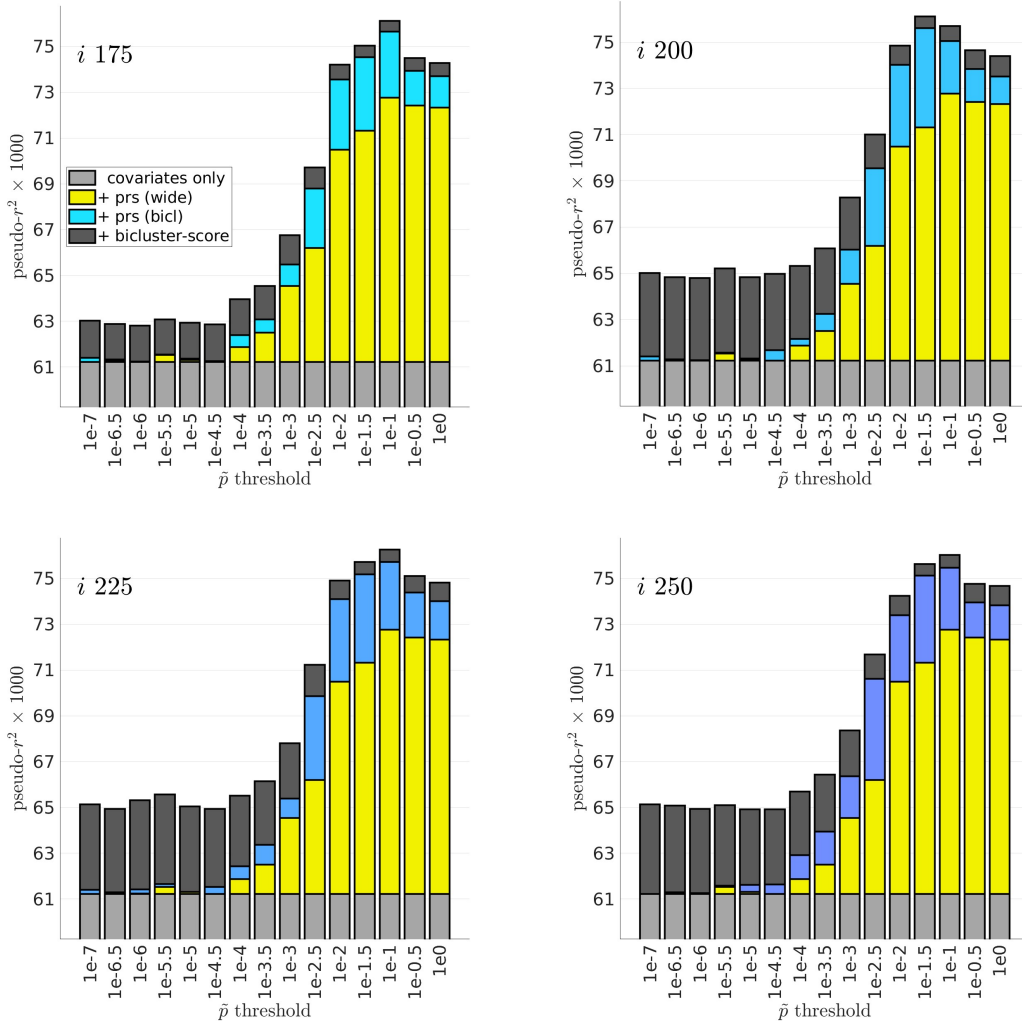 i 175
75
73
71
69
67
65
63
61
pseudo-r² × 1000
covariates only
+ prs (wide)
+ prs (bicl)
+ bicluster-score
1e-7
1e-6.5
1e-6
1e-5.5
1e-5
1e-4.5
1e-4
1e-3.5
1e-3
1e-2.5
1e-2
1e-1.5
1e-1
1e-0.5
1e0
p̃ threshold
i 200
75
73
71
69
67
65
63
61
pseudo-r² × 1000
1e-7
1e-6.5
1e-6
1e-5.5
1e-5
1e-4.5
1e-4
1e-3.5
1e-3
1e-2.5
1e-2
1e-1.5
1e-1
1e-0.5
1e0
p̃ threshold
i 225
75
73
71
69
67
65
63
61
pseudo-r² × 1000
1e-7
1e-6.5
1e-6
1e-5.5
1e-5
1e-4.5
1e-4
1e-3.5
1e-3
1e-2.5
1e-2
1e-1.5
1e-1
1e-0.5
1e0
p̃ threshold
i 250
75
73
71
69
67
65
63
61
pseudo-r² × 1000
1e-7
1e-6.5
1e-6
1e-5.5
1e-5
1e-4.5
1e-4
1e-3.5
1e-3
1e-2.5
1e-2
1e-1.5
1e-1
1e-0.5
1e0
p̃ threshold